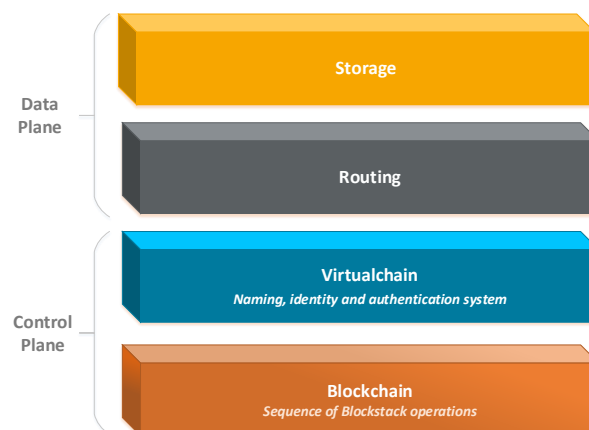 Storage
Data
Plane
Routing
Virtualchain
Naming, identity and authentication system
Control
Plane
Blockchain
Sequence of Blockstack operations